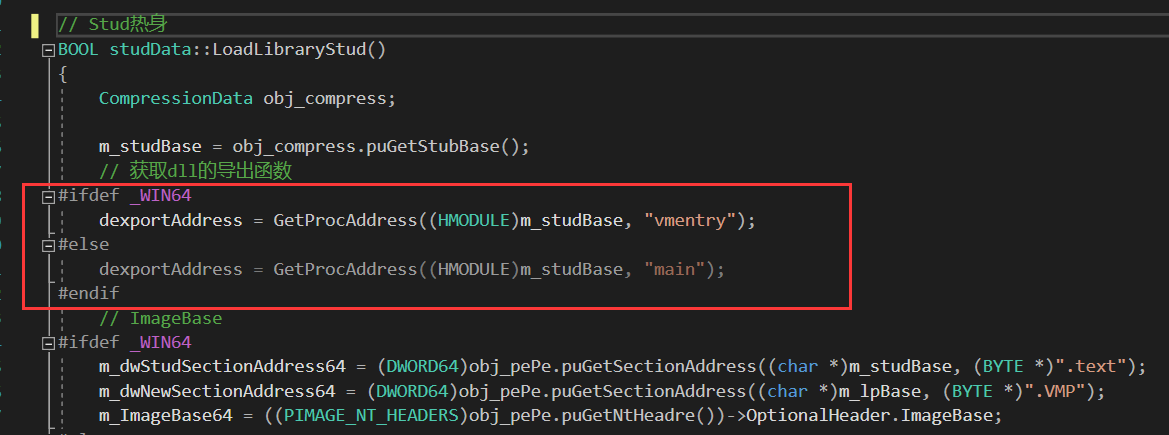 // Stud热身
BOOL studData::LoadLibraryStud()
{
CompressionData obj_compress;
m_studBase = obj_compress.puGetStubBase();
// 获取dll的导出函数
#ifdef _WIN64
dexportAddress = GetProcAddress((HMODULE)m_studBase, "vmentry");
#else
dexportAddress = GetProcAddress((HMODULE)m_studBase, "main");
#endif
// ImageBase
#ifdef _WIN64
m_dwStudSectionAddress64 = (DWORD64)obj_pePe.puGetSectionAddress((char *)m_studBase, (BYTE *)".text");
m_dwNewSectionAddress64 = (DWORD64)obj_pePe.puGetSectionAddress((char *)m_lpBase, (BYTE *)".VMP");
m_ImageBase64 = ((PIMAGE_NT_HEADERS)obj_pePe.puGetNtHeadre())->OptionalHeader.ImageBase;